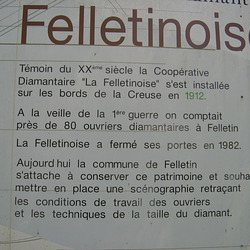 diamant
Felletinois
Témoin du XXème siècle la Coopérative
Diamantaire "La Felletinoise" s'est installée
sur les bords de la Creuse en 1912.
A la veille de la 1ère guerre on comptait
près de 80 ouvriers diamantaires à Felletin
La Felletinoise a fermé ses portes en 1982.
Aujourd'hui la commune de Felletin
s'attache à conserver ce patrimoine et souha
mettre en place une scénographie retraçant
les conditions de travail des ouvriers
et les techniques de la taille du diamant.